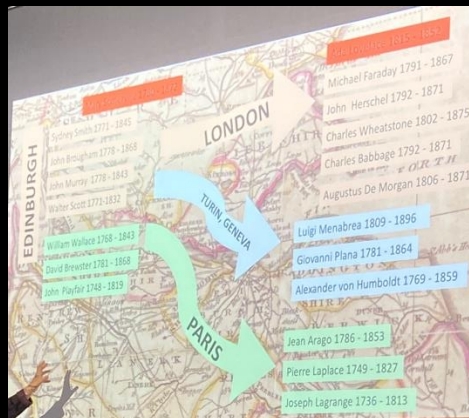 EDINBURGH
Sydney Smith 1771 - 1845
John Brougham 1778 - 1868
John Murray 1778 - 1843
Walter Scott 1771-1832
William Wallace 1768 - 1843
David Brewster 1781 - 1868
John Playfair 1748 - 1819
LONDON
TURIN, GENEVA
PARIS
Michael Faraday 1791 - 1867
John Herschel 1792 - 1871
Charles Wheatstone 1802 - 1875
Charles Babbage 1792 - 1871
Augustus De Morgan 1806 - 1871
Luigi Menabrea 1809 - 1896
Giovanni Plana 1781 - 1864
Alexander von Humboldt 1769 - 1859
Jean Arago 1786 - 1853
Pierre Laplace 1749 - 1827
Joseph Lagrange 1736 - 1813